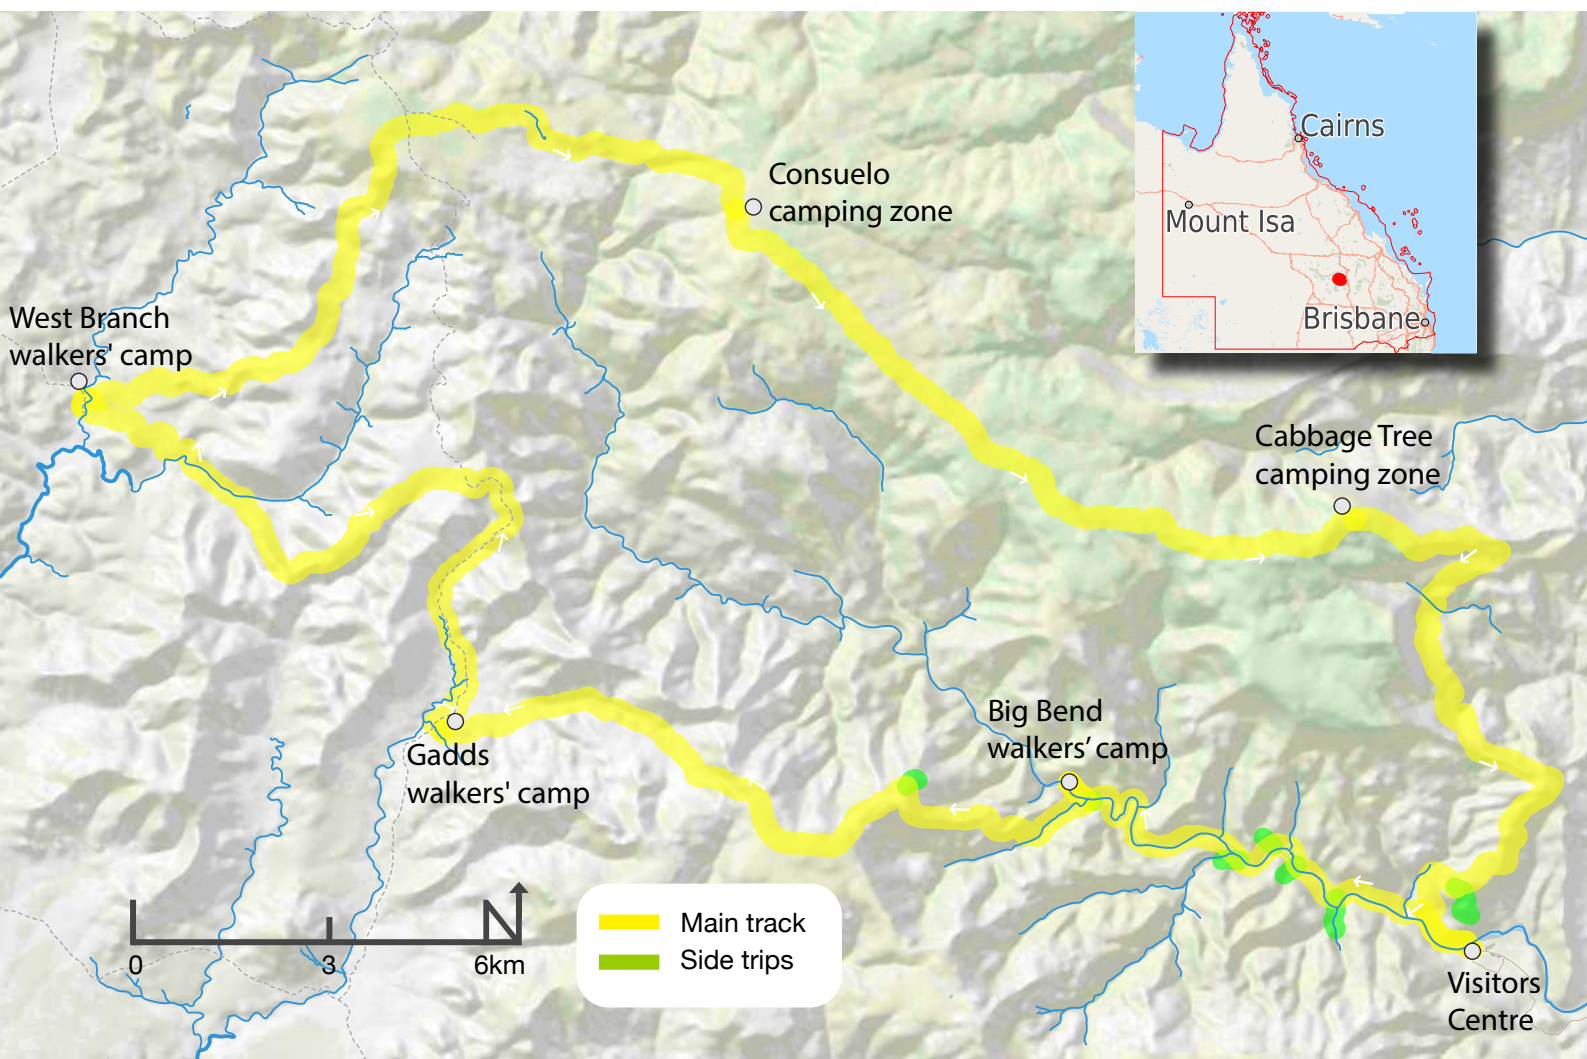 Cairns
Mount Isa
Brisbane
Consuelo
camping zone
West Branch
walkers' camp
Cabbage Tree
camping zone
Big Bend
walkers’ camp
Gadds
walkers' camp
Visitors
Centre
N
0 3 6km
Main track
Side trips